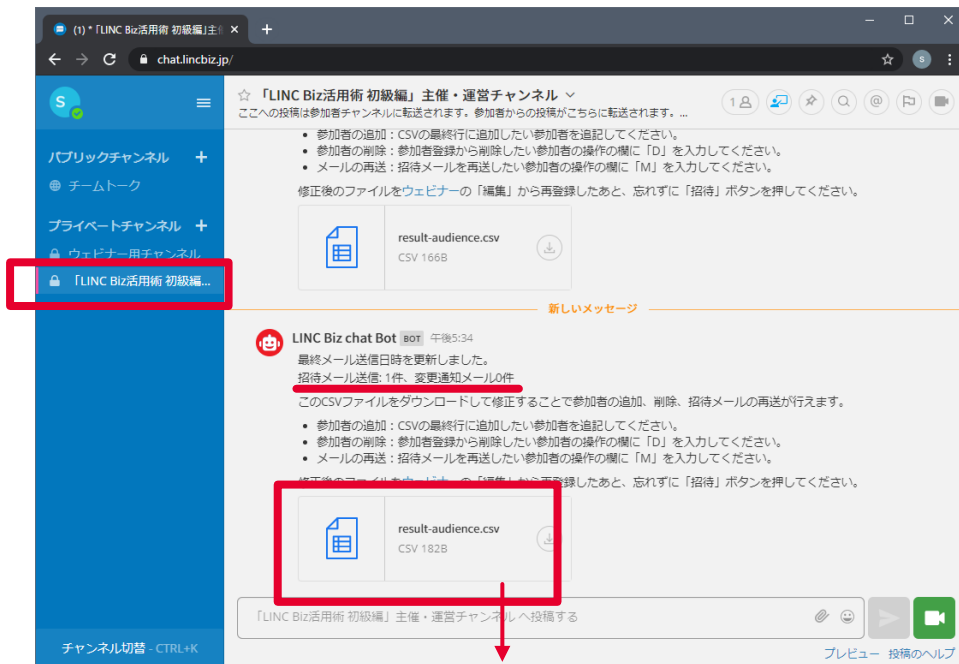 (1) *「LINC Biz活用術 初級編」主催
chat.lincbiz.jp/
S
S
パブリックチャンネル
チームトーク
プライベートチャンネル
ウェビナー用チャンネル
「LINC Biz活用術 初級編...
チャンネル切替 - CTRL+K
「LINC Biz活用術 初級編」主催・運営チャンネル
1
ここへの投稿は参加者チャンネルに転送されます。参加者からの投稿がこちらに転送されます。...
• 参加者の追加：CSVの最終行に追加したい参加者を追記してください。
• 参加者の削除：参加者登録から削除したい参加者の操作の欄に「D」を入力してください。
• メールの再送：招待メールを再送したい参加者の操作の欄に「M」を入力してください。
修正後のファイルをウェビナーの「編集」から再登録したあと、忘れずに「招待」ボタンを押してください。
result-audience.csv
CSV 166B
新しいメッセージ
LINC Biz chat Bot BOT 午後5:34
最終メール送信日時を更新しました。
招待メール送信: 1件、変更通知メール0件
このCSVファイルをダウンロードして修正することで参加者の追加、削除、招待メールの再送が行えます。
• 参加者の追加：CSVの最終行に追加したい参加者を追記してください。
• 参加者の削除：参加者登録から削除したい参加者の操作の欄に「D」を入力してください。
• メールの再送：招待メールを再送したい参加者の操作の欄に「M」を入力してください。
修正後のファイルをウェビナーの「編集」から再登録したあと、忘れずに「招待」ボタンを押してください。
result-audience.csv
CSV 182B
「LINC Biz活用術 初級編」主催・運営チャンネル へ投稿する
プレビュー 投稿のヘルプ